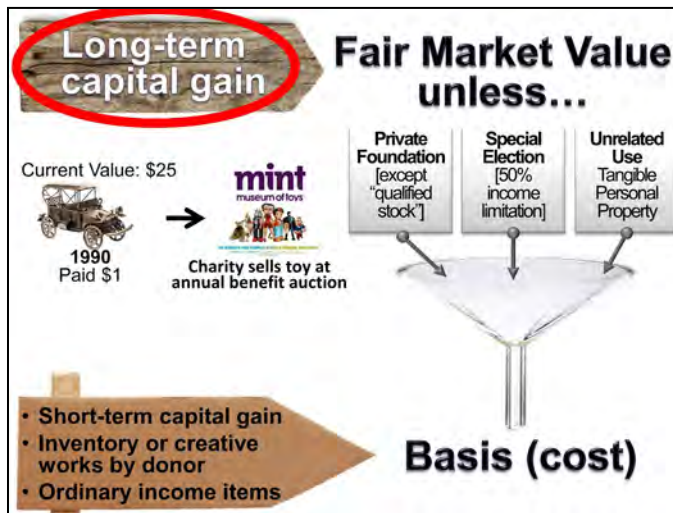 Long-term
capital gain
Fair Market Value
unless…
Private
Foundation
[except
“qualified
stock”]
Special
Election
[50%
income
limitation]
Unrelated
Use
Tangible
Personal
Property
Current Value: $25
1990
Paid $1
mint
museum of toys
Charity sells toy at
annual benefit auction
• Short-term capital gain
• Inventory or creative
works by donor
• Ordinary income items
Basis (cost)